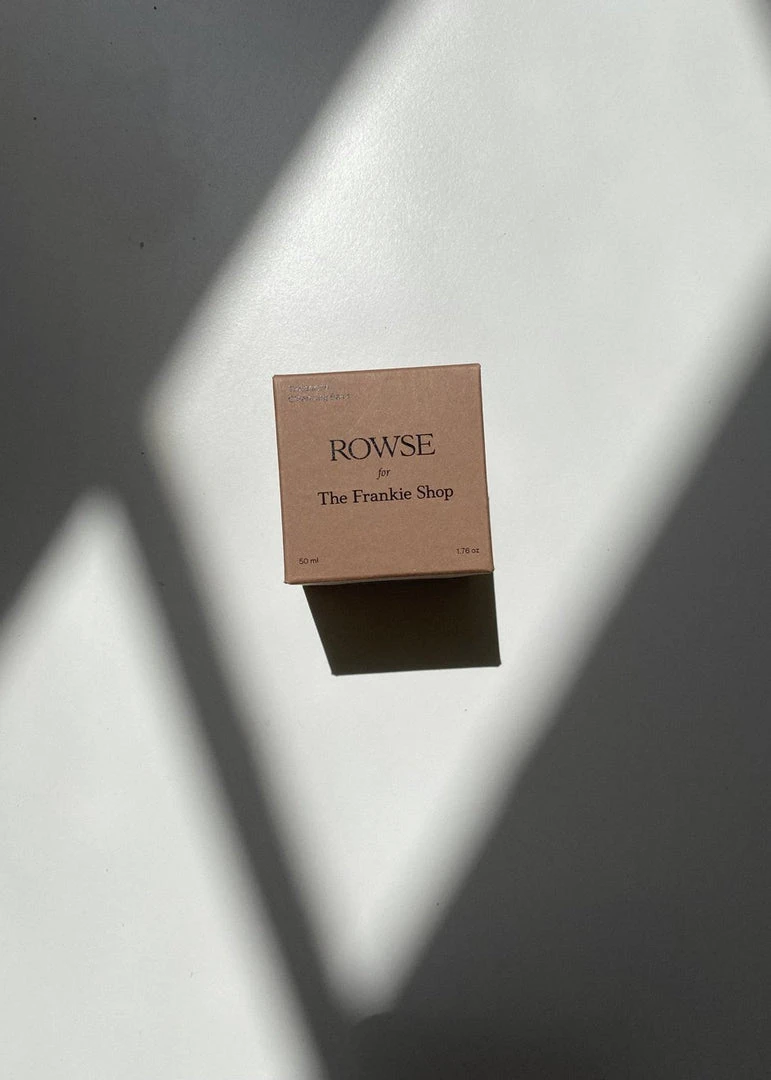 ROWSE
for
The Frankie Shop
50 ml
1.76 oz